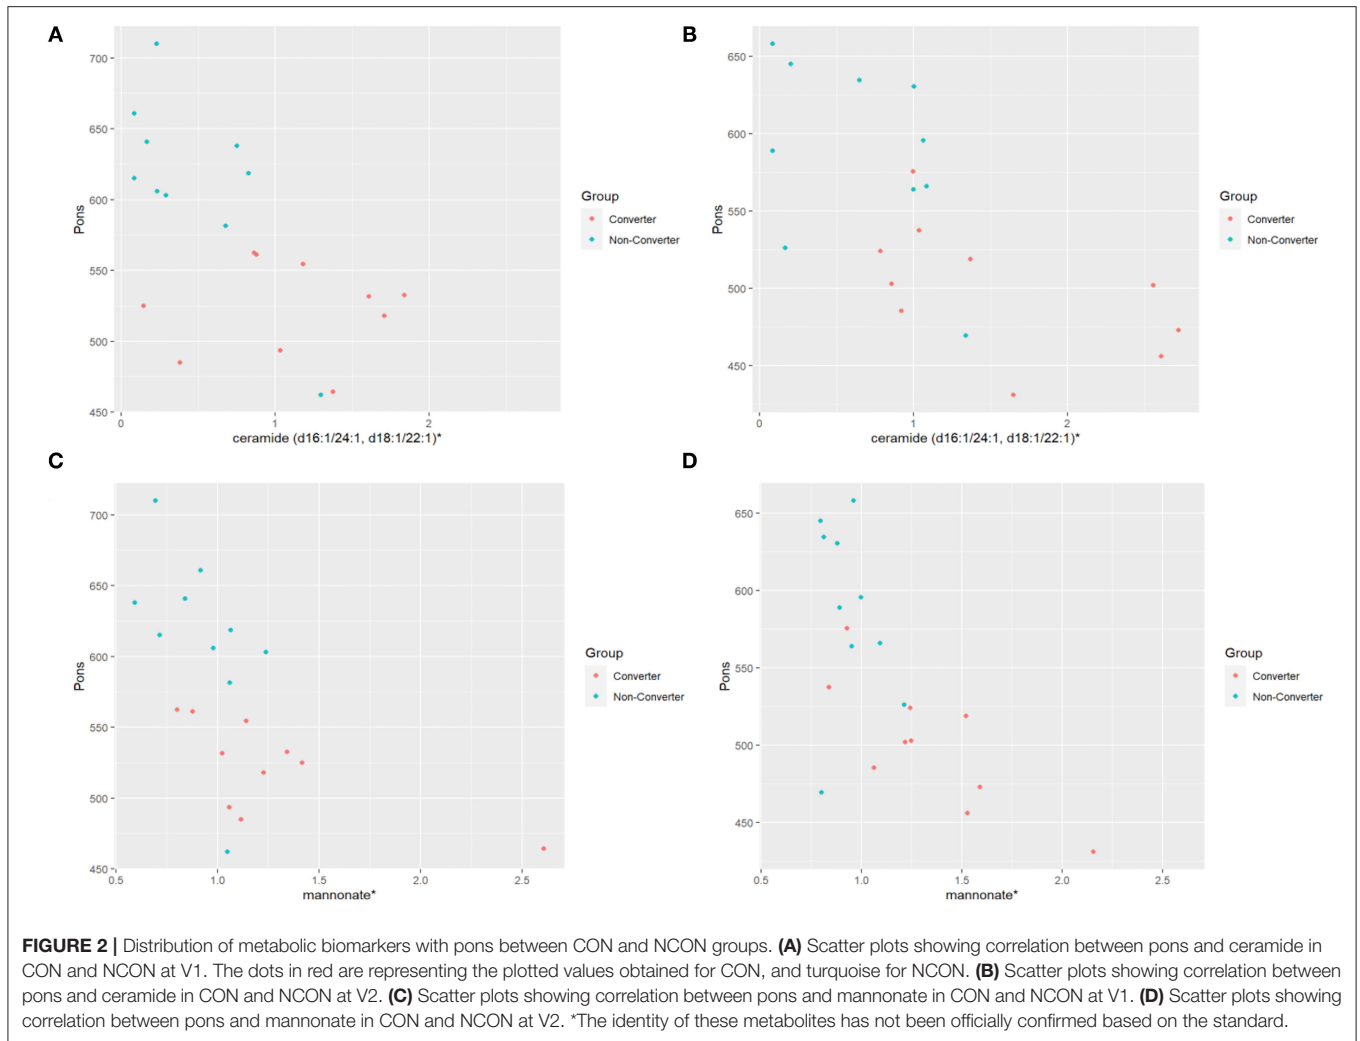 A
700
650
600
550
500
450
Pons
0
1
2
ceramide (d16:1/24:1, d18:1/22:1)*
Group
Converter
Non-Converter
B
650
600
550
500
450
Pons
0
1
2
ceramide (d16:1/24:1, d18:1/22:1)*
Group
Converter
Non-Converter
C
700
650
600
550
500
450
Pons
0.5
1.0
1.5
2.0
2.5
mannonate*
Group
Converter
Non-Converter
D
650
600
550
500
450
Pons
0.5
1.0
1.5
2.0
2.5
mannonate*
Group
Converter
Non-Converter
FIGURE 2 | Distribution of metabolic biomarkers with pons between CON and NCON groups. (A) Scatter plots showing correlation between pons and ceramide in
CON and NCON at V1. The dots in red are representing the plotted values obtained for CON, and turquoise for NCON. (B) Scatter plots showing correlation between
pons and ceramide in CON and NCON at V2. (C) Scatter plots showing correlation between pons and mannonate in CON and NCON at V1. (D) Scatter plots showing
correlation between pons and mannonate in CON and NCON at V2. *The identity of these metabolites has not been officially confirmed based on the standard.